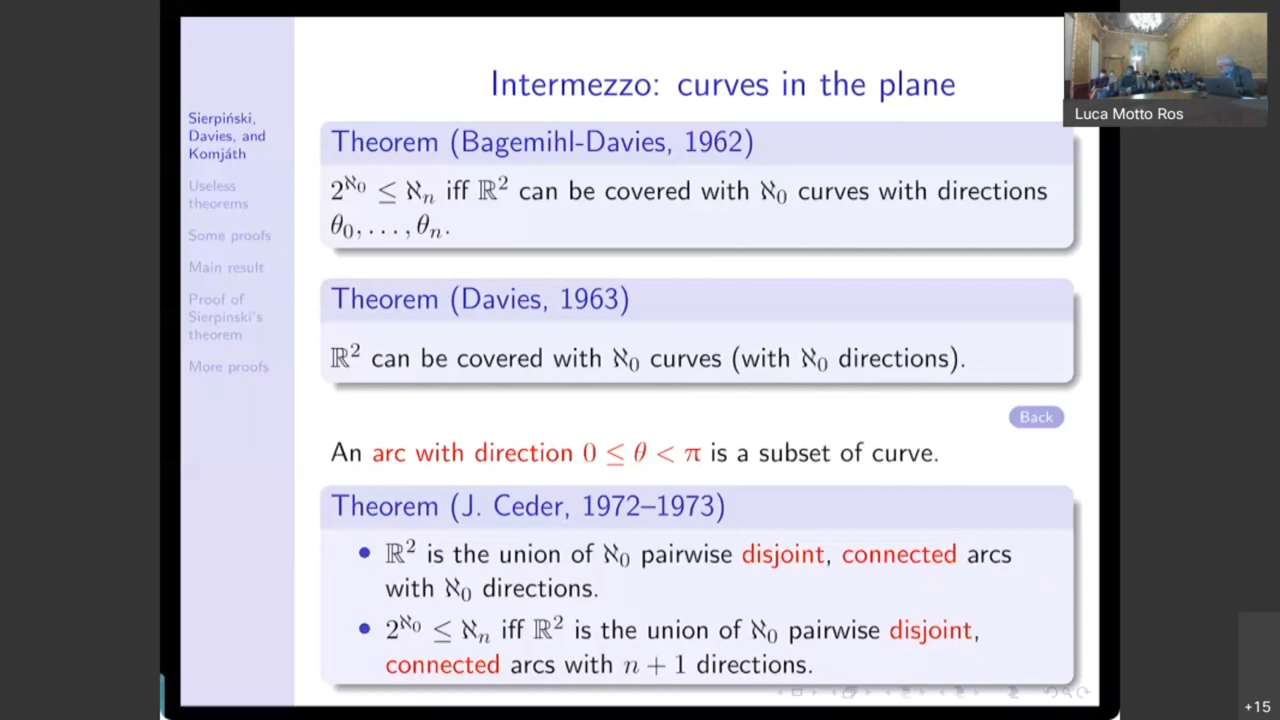 Sierpiński,
Davies, and
Komjáth
Useless
theorems
Some proofs
Main result
Proof of
Sierpinski's
theorem
More proofs
Intermezzo: curves in the plane
Theorem (Bagemihl-Davies, 1962)
2^ℵ₀ ≤ ℵₙ iff ℝ² can be covered with ℵ₀ curves with directions
θ₀, . . . , θₙ.
Theorem (Davies, 1963)
ℝ² can be covered with ℵ₀ curves (with ℵ₀ directions).
Back
An arc with direction 0 ≤ θ < π is a subset of curve.
Theorem (J. Ceder, 1972–1973)
• ℝ² is the union of ℵ₀ pairwise disjoint, connected arcs
with ℵ₀ directions.
• 2^ℵ₀ ≤ ℵₙ iff ℝ² is the union of ℵ₀ pairwise disjoint,
connected arcs with n + 1 directions.
Luca Motto Ros
+15